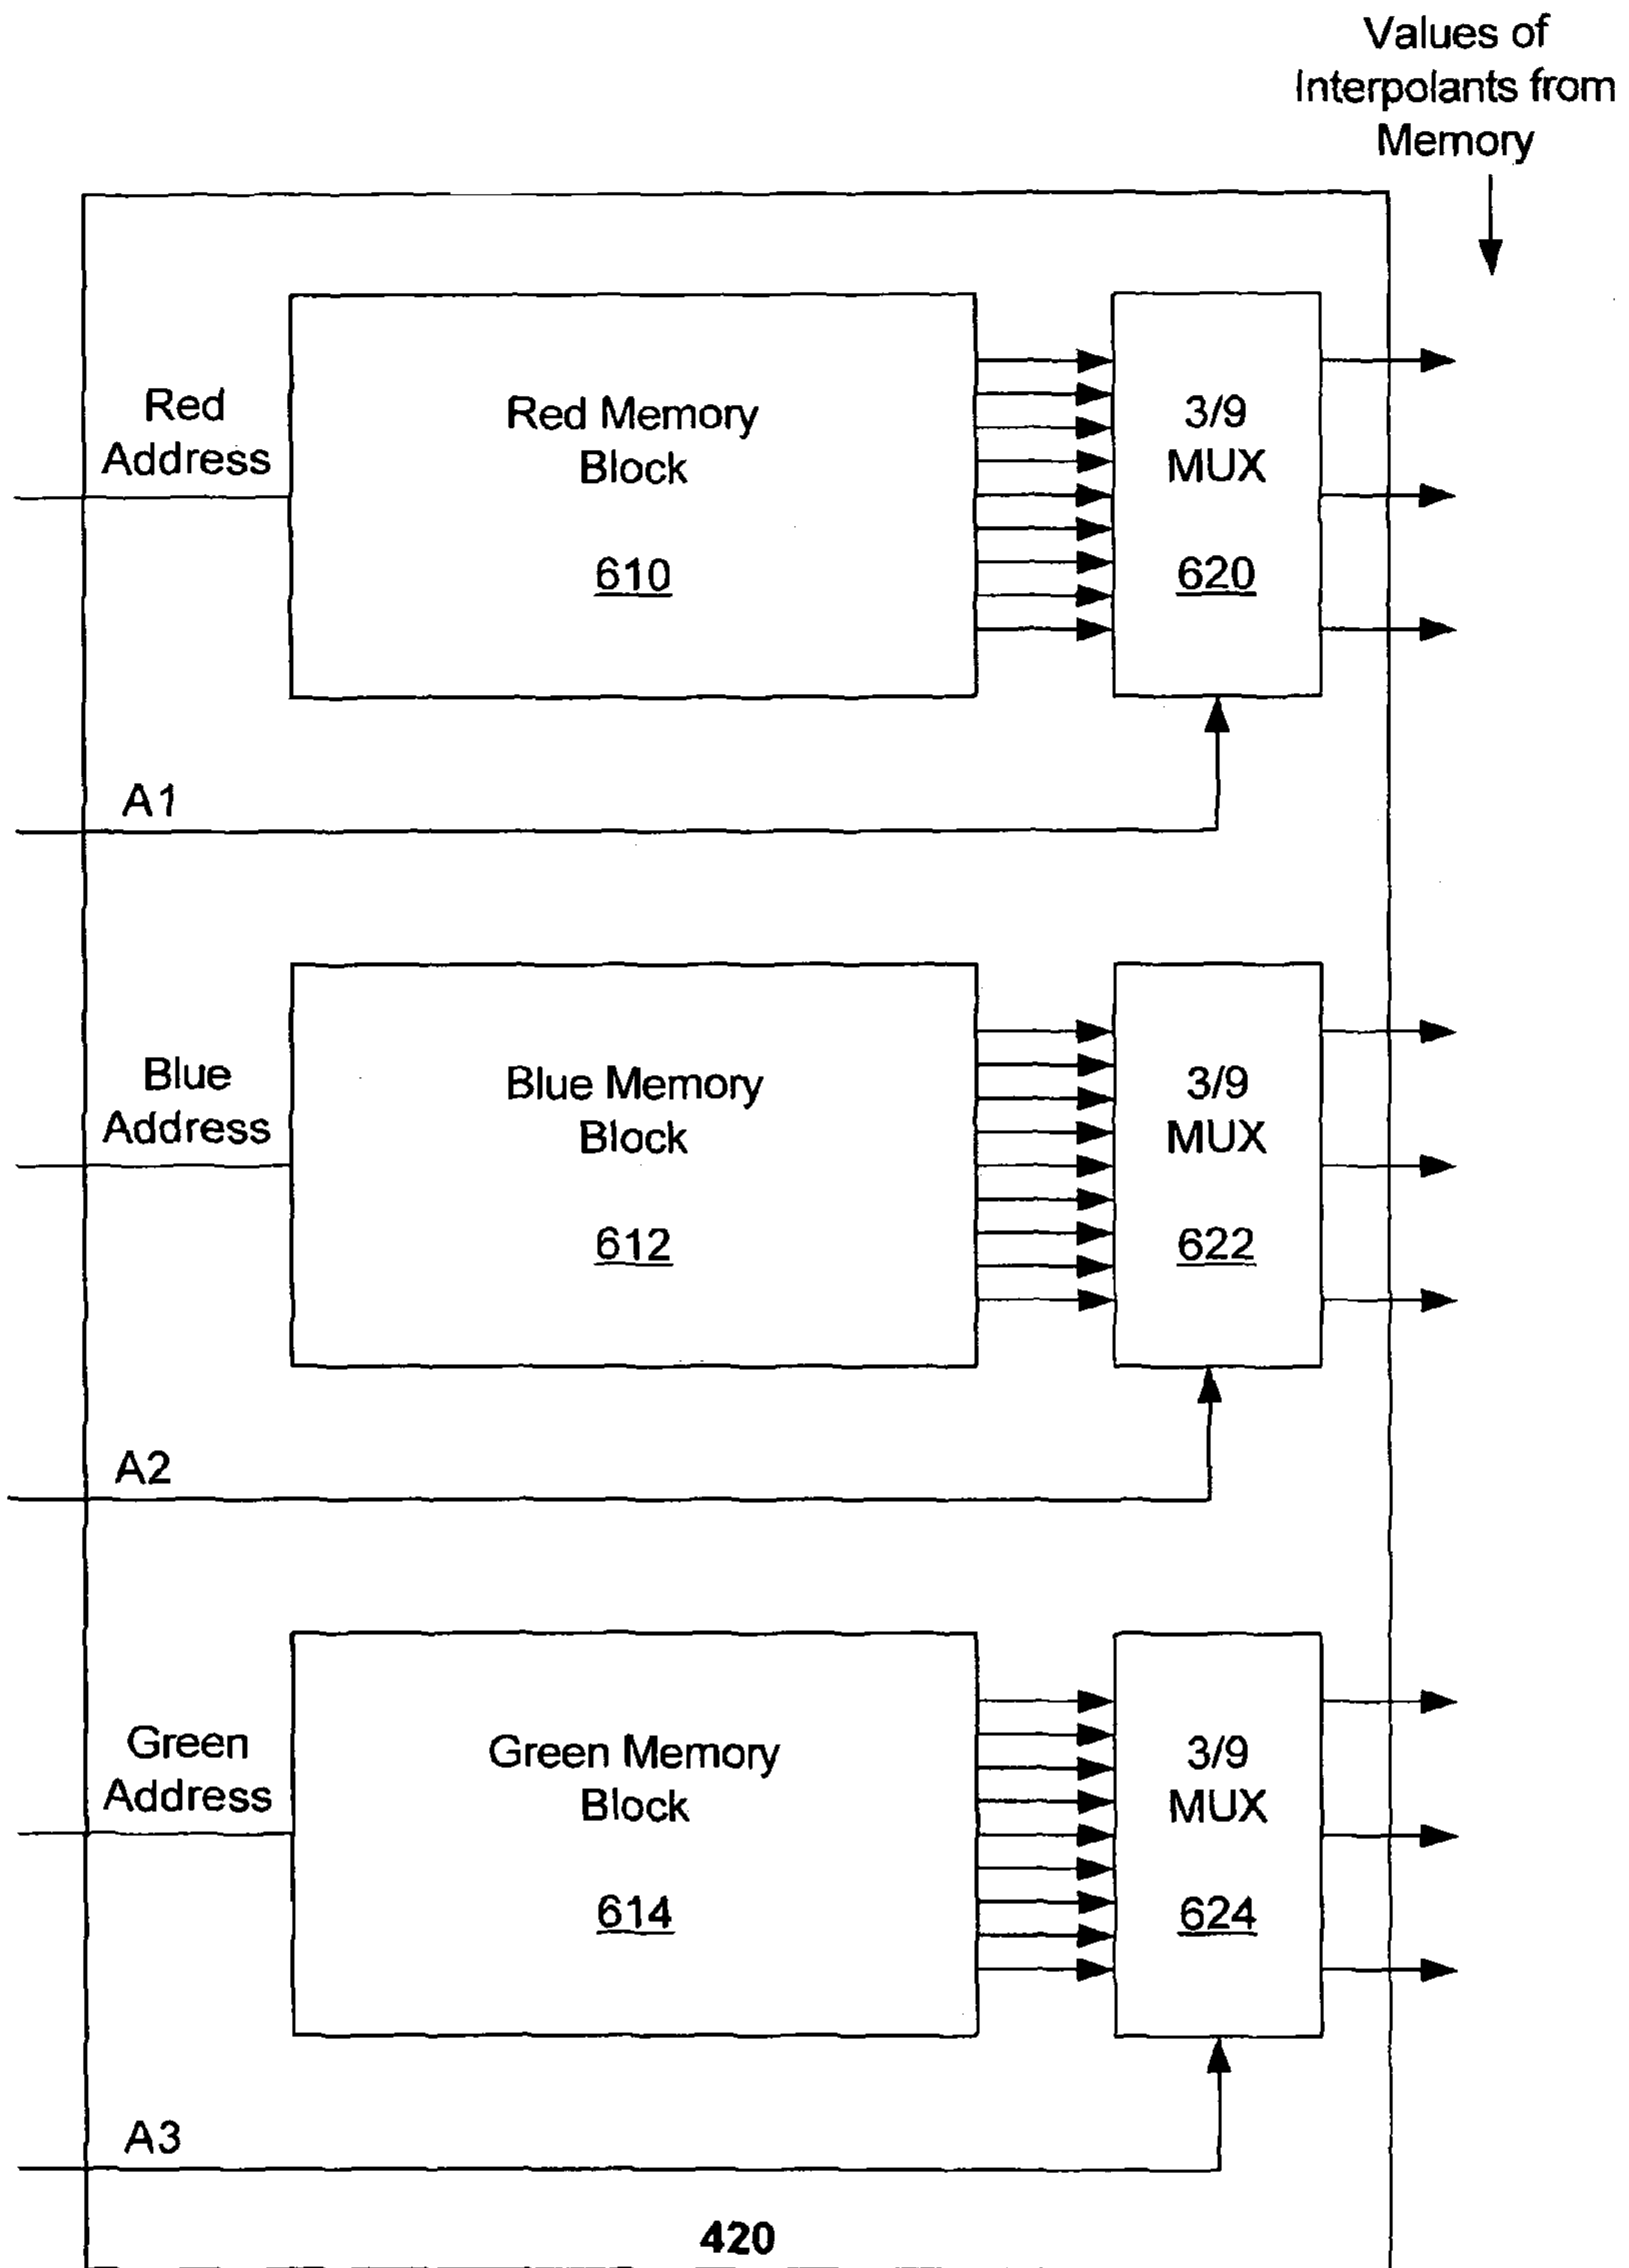 Values of
Interpolants from
Memory
Red
Address
Red Memory
Block
610
3/9
MUX
620
A1
Blue
Address
Blue Memory
Block
612
3/9
MUX
622
A2
Green
Address
Green Memory
Block
614
3/9
MUX
624
A3
420